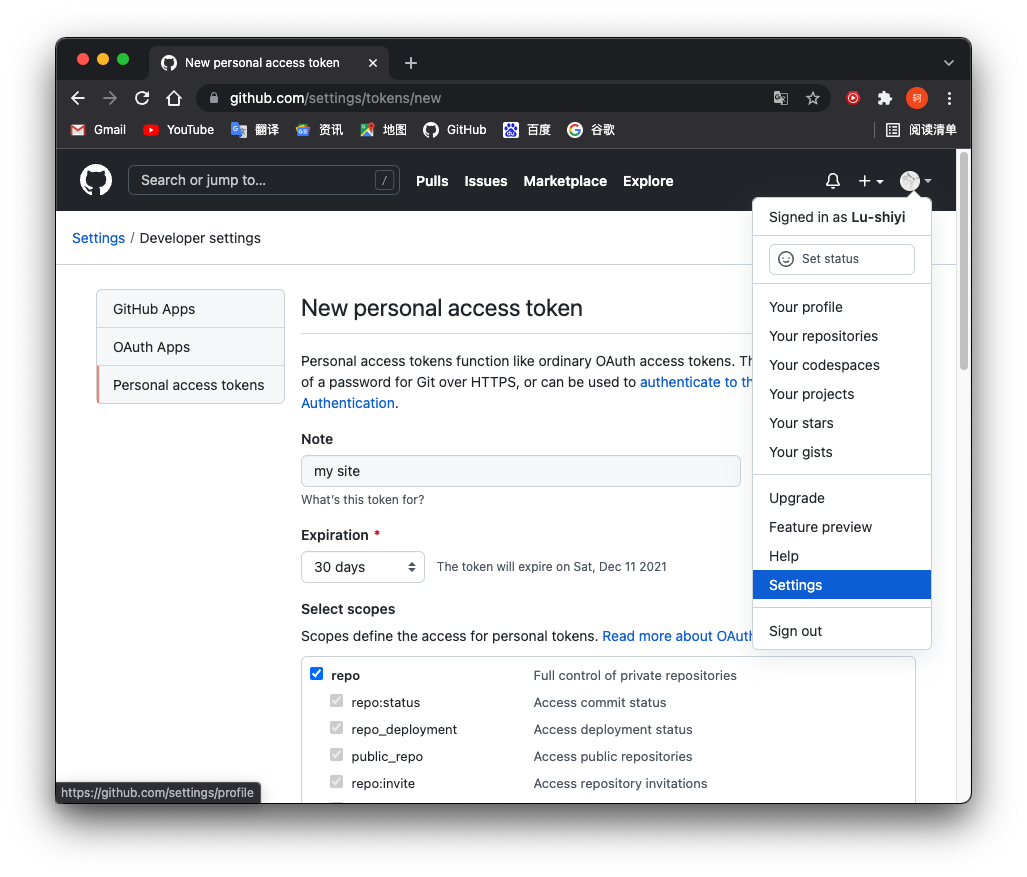 New personal access token
github.com/settings/tokens/new
轲
Gmail YouTube 翻译 资讯 地图 GitHub 百度 谷歌 阅读清单
Search or jump to... / Pulls Issues Marketplace Explore
Signed in as Lu-shiyi
Set status
Your profile
Your repositories
Your codespaces
Your projects
Your stars
Your gists
Upgrade
Feature preview
Help
Settings
Sign out
Settings / Developer settings
GitHub Apps
OAuth Apps
Personal access tokens
New personal access token
Personal access tokens function like ordinary OAuth access tokens.
of a password for Git over HTTPS, or can be used to authenticate to
Authentication.
Note
my site
What's this token for?
Expiration *
30 days The token will expire on Sat, Dec 11 2021
Select scopes
Scopes define the access for personal tokens. Read more about
repo Full control of private repositories
repo:status Access commit status
repo_deployment Access deployment status
public_repo Access public repositories
repo:invite Access repository invitations
https://github.com/settings/profile